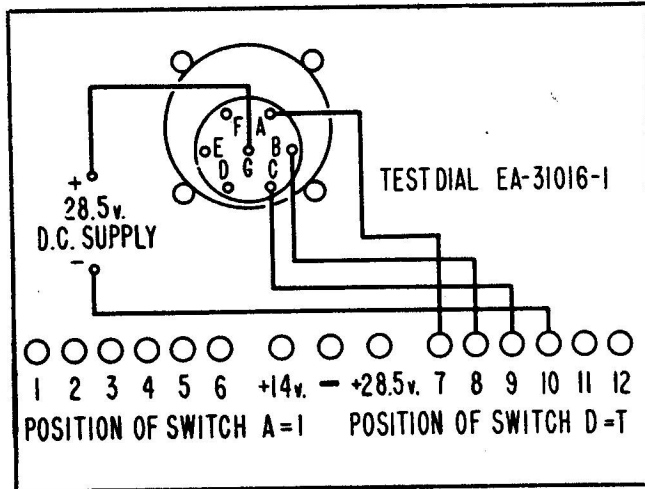 F A
E G B
D C
+
28.5v.
D.C. SUPPLY
-
TEST DIAL EA-31016-1
1 2 3 4 5 6 +14v. - +28.5v. 7 8 9 10 11 12
POSITION OF SWITCH A=1 POSITION OF SWITCH D=T